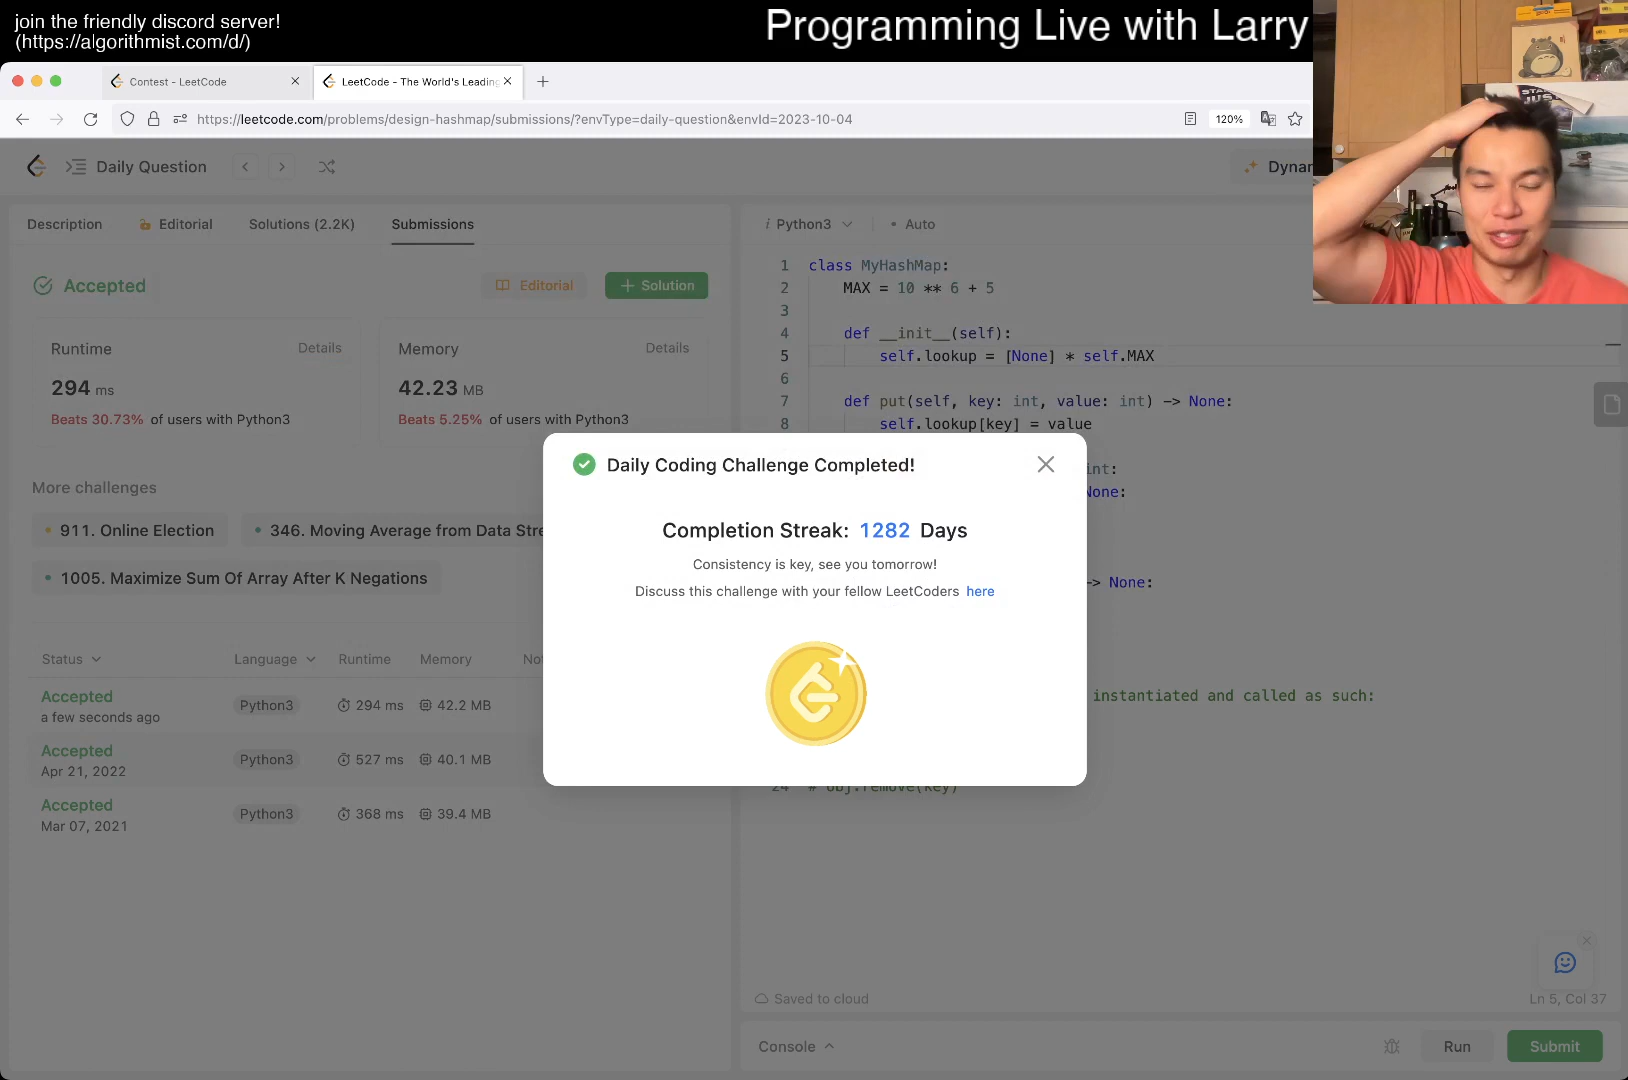 join the friendly discord server!
(https://algorithmist.com/d/)
Programming Live with Larry
Contest - LeetCode
LeetCode - The World's Leading
https://leetcode.com/problems/design-hashmap/submissions/?envType=daily-question&envId=2023-10-04
120%
Daily Question
Description
Editorial
Solutions (2.2K)
Submissions
i Python3
• Auto
Accepted
Editorial
Solution
Runtime
Details
294 ms
Beats 30.73% of users with Python3
Memory
Details
42.23 MB
Beats 5.25% of users with Python3
More challenges
911. Online Election
346. Moving Average from Data Stre
1005. Maximize Sum Of Array After K Negations
Status
Language
Runtime
Memory
Accepted
a few seconds ago
Python3
294 ms
42.2 MB
Accepted
Apr 21, 2022
Python3
527 ms
40.1 MB
Accepted
Mar 07, 2021
Python3
368 ms
39.4 MB
1 class MyHashMap:
2 MAX = 10 ** 6 + 5
3
4 def __init__(self):
5 self.lookup = [None] * self.MAX
6
7 def put(self, key: int, value: int) -> None:
8 self.lookup[key] = value
int:
None:
-> None:
instantiated and called as such:
24 # obj.remove(key)
Daily Coding Challenge Completed!
Completion Streak: 1282 Days
Consistency is key, see you tomorrow!
Discuss this challenge with your fellow LeetCoders here
Saved to cloud
Ln 5, Col 37
Console
Run
Submit